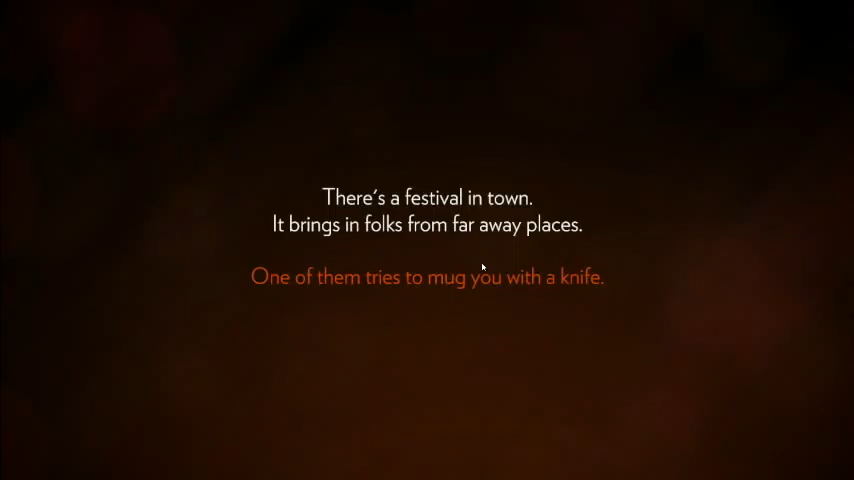 There's a festival in town.
It brings in folks from far away places.
One of them tries to mug you with a knife.